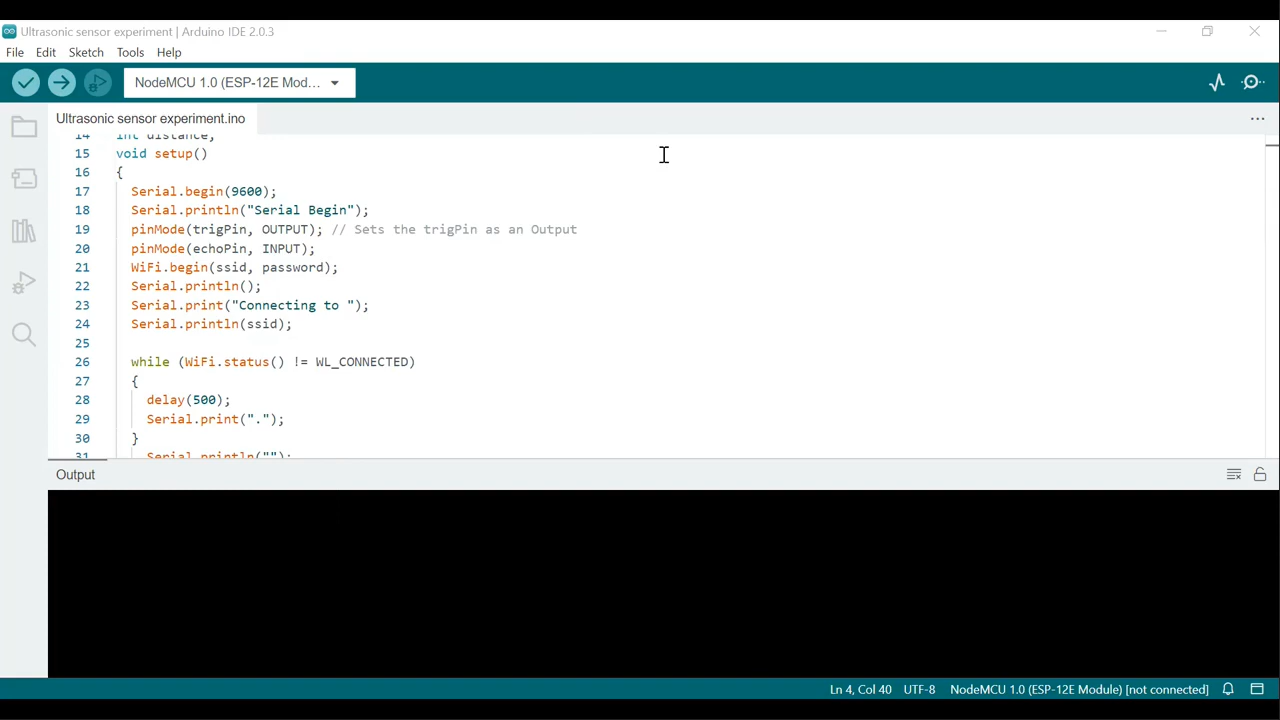 Ultrasonic sensor experiment | Arduino IDE 2.0.3
File Edit Sketch Tools Help
NodeMCU 1.0 (ESP-12E Mod...
Ultrasonic sensor experiment.ino
14 int distance;
15 void setup()
16 {
17 Serial.begin(9600);
18 Serial.println("Serial Begin");
19 pinMode(trigPin, OUTPUT); // Sets the trigPin as an Output
20 pinMode(echoPin, INPUT);
21 WiFi.begin(ssid, password);
22 Serial.println();
23 Serial.print("Connecting to ");
24 Serial.println(ssid);
25
26 while (WiFi.status() != WL_CONNECTED)
27 {
28 delay(500);
29 Serial.print(".");
30 }
31 Serial.println("");
Output
Ln 4, Col 40 UTF-8 NodeMCU 1.0 (ESP-12E Module) [not connected]